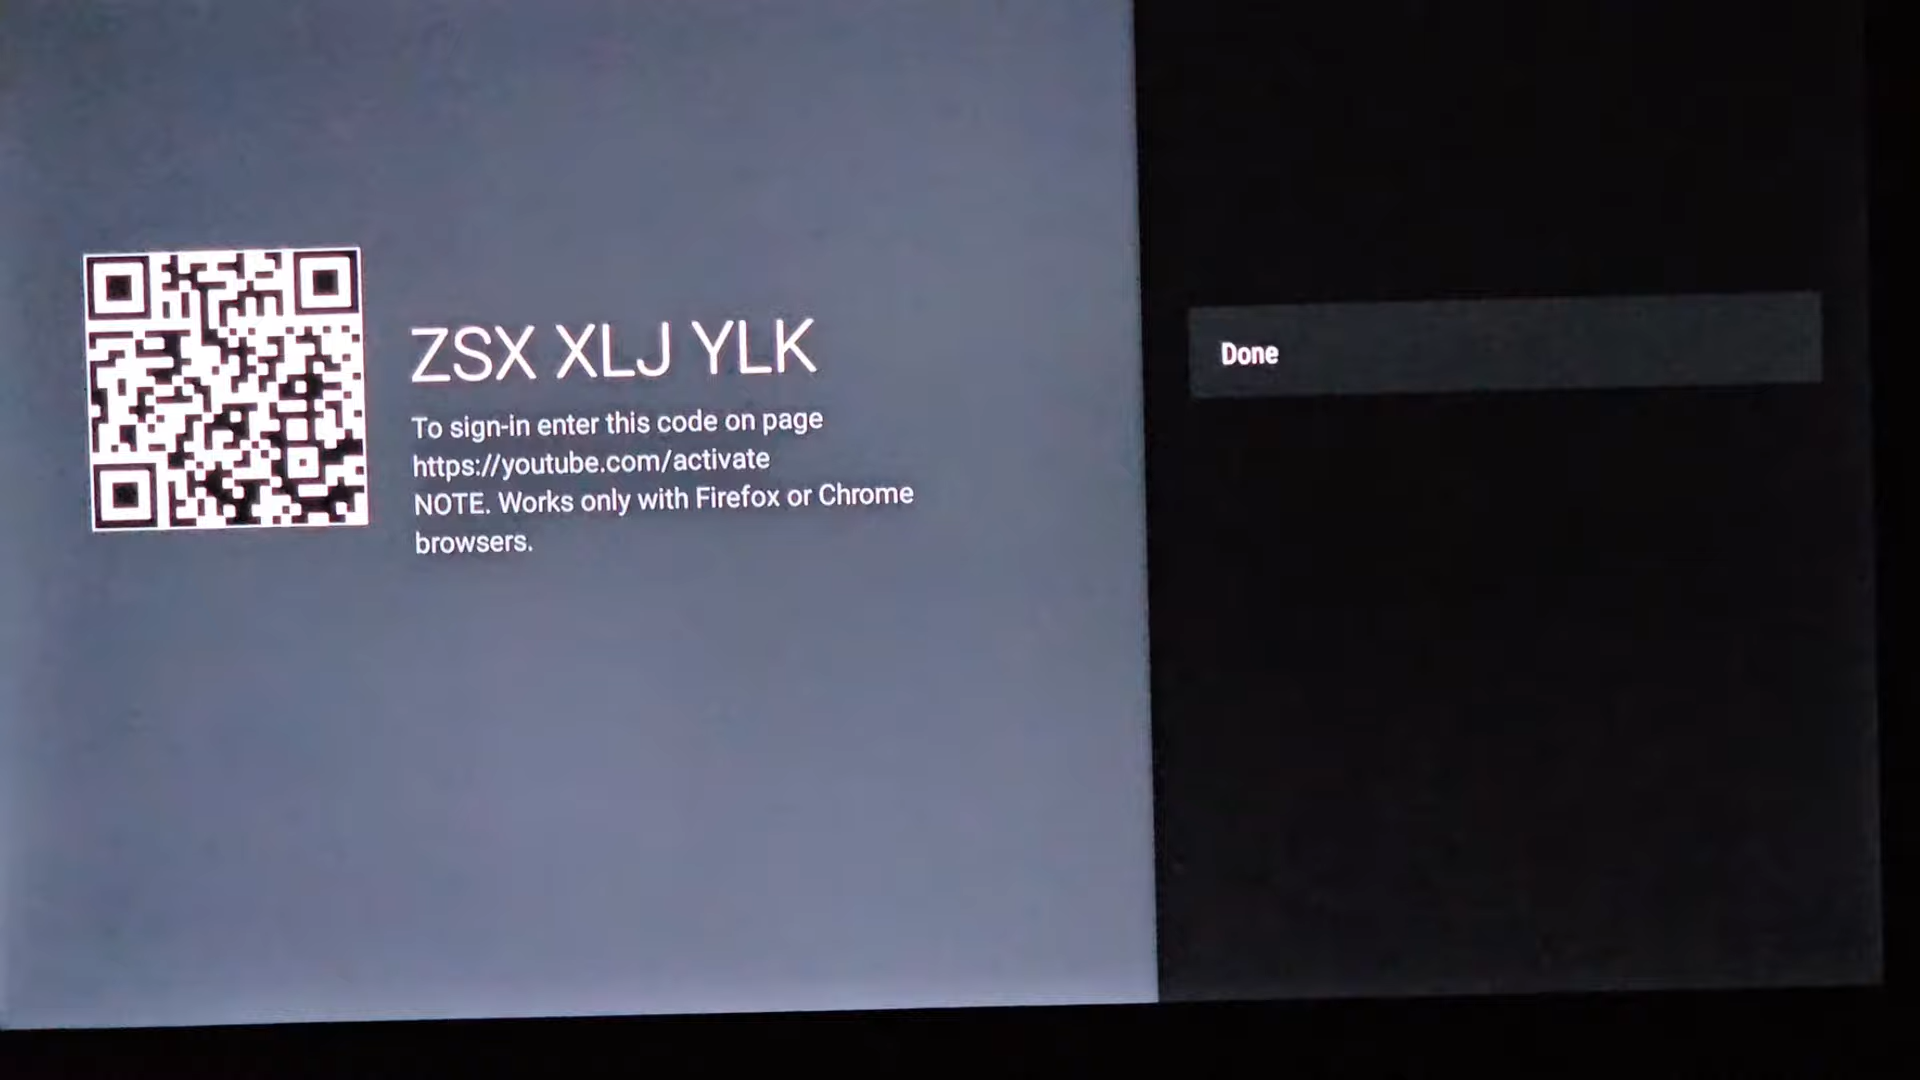 ZSX XLJ YLK
To sign-in enter this code on page
https://youtube.com/activate
NOTE. Works only with Firefox or Chrome
browsers.
Done